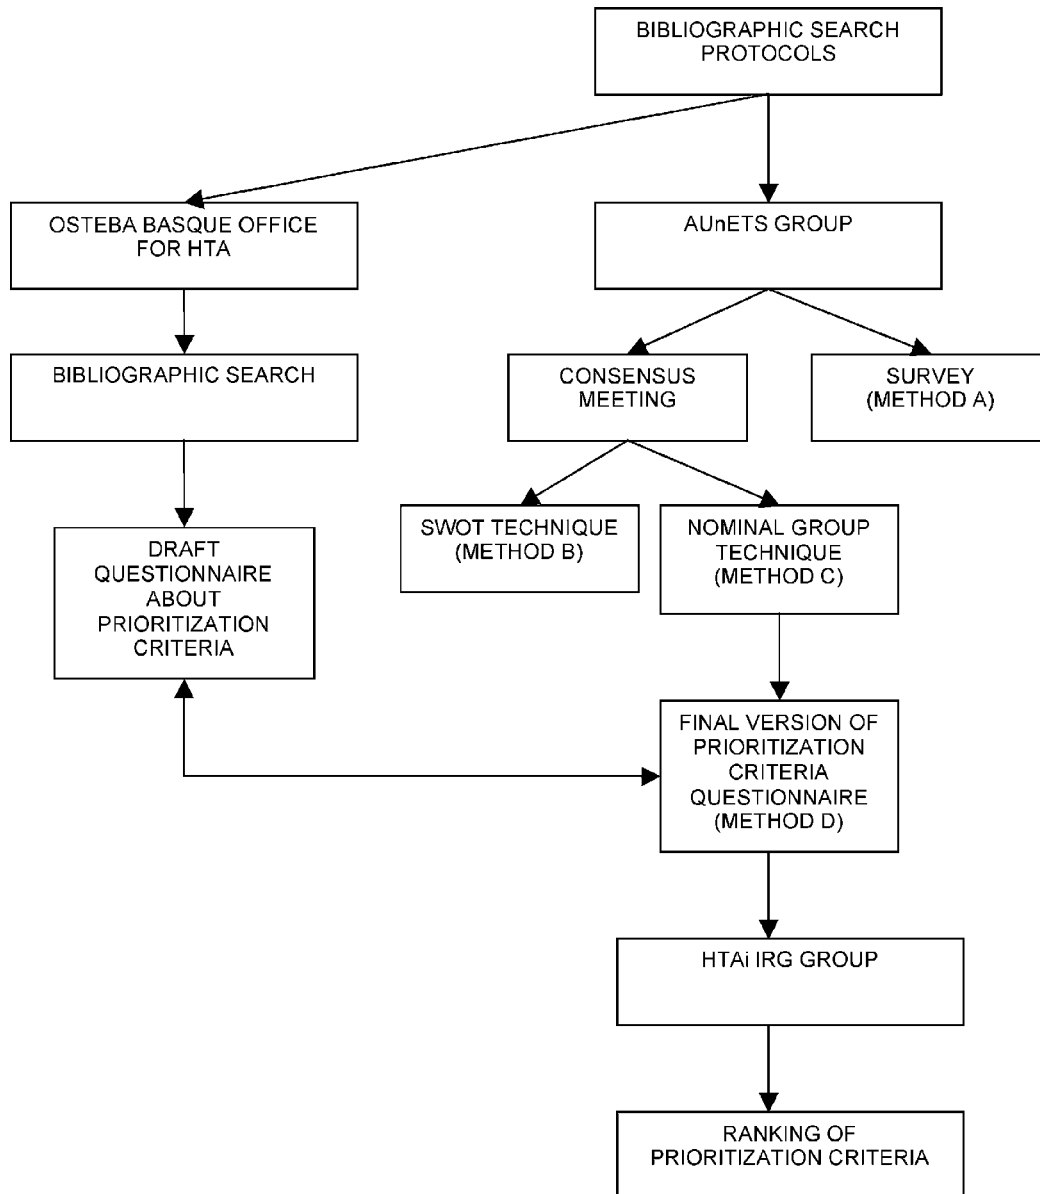 BIBLIOGRAPHIC SEARCH
PROTOCOLS
OSTEBA BASQUE OFFICE
FOR HTA
AUnETS GROUP
BIBLIOGRAPHIC SEARCH
CONSENSUS
MEETING
SURVEY
(METHOD A)
SWOT TECHNIQUE
(METHOD B)
NOMINAL GROUP
TECHNIQUE
(METHOD C)
DRAFT
QUESTIONNAIRE
ABOUT
PRIORITIZATION
CRITERIA
FINAL VERSION OF
PRIORITIZATION
CRITERIA
QUESTIONNAIRE
(METHOD D)
HTAi IRG GROUP
RANKING OF
PRIORITIZATION CRITERIA